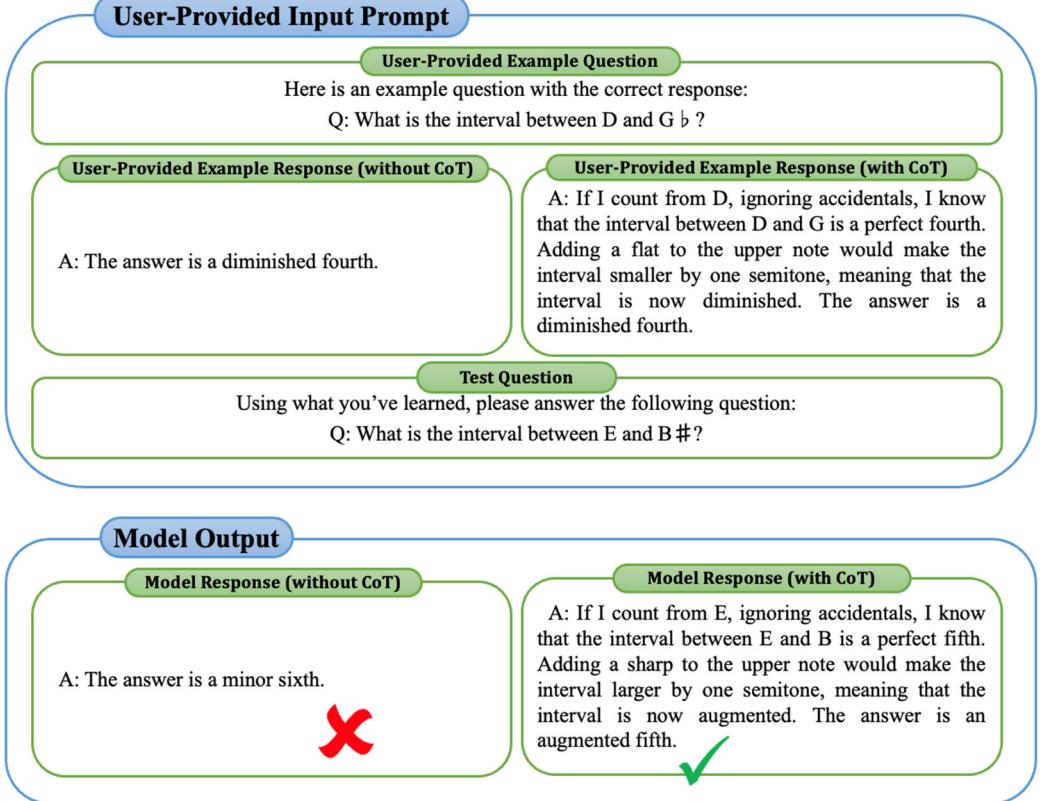 User-Provided Input Prompt
User-Provided Example Question
Here is an example question with the correct response:
Q: What is the interval between D and G♭?
User-Provided Example Response (without CoT)
A: The answer is a diminished fourth.
User-Provided Example Response (with CoT)
A: If I count from D, ignoring accidentals, I know
that the interval between D and G is a perfect fourth.
Adding a flat to the upper note would make the
interval smaller by one semitone, meaning that the
interval is now diminished. The answer is a
diminished fourth.
Test Question
Using what you’ve learned, please answer the following question:
Q: What is the interval between E and B♯?
Model Output
Model Response (without CoT)
A: The answer is a minor sixth.
Model Response (with CoT)
A: If I count from E, ignoring accidentals, I know
that the interval between E and B is a perfect fifth.
Adding a sharp to the upper note would make the
interval larger by one semitone, meaning that the
interval is now augmented. The answer is an
augmented fifth.